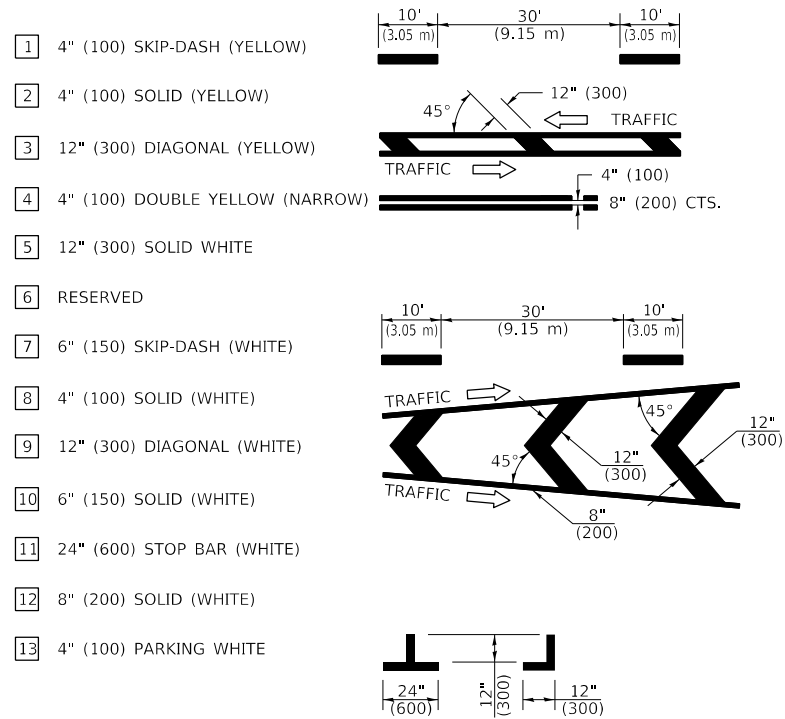 1 4" (100) SKIP-DASH (YELLOW)
10' 30' 10'
(3.05 m) (9.15 m) (3.05 m)
2 4" (100) SOLID (YELLOW)
45°
12" (300)
TRAFFIC
3 12" (300) DIAGONAL (YELLOW)
TRAFFIC
4 4" (100) DOUBLE YELLOW (NARROW)
4" (100)
8" (200) CTS.
5 12" (300) SOLID WHITE
6 RESERVED
7 6" (150) SKIP-DASH (WHITE)
10' 30' 10'
(3.05 m) (9.15 m) (3.05 m)
8 4" (100) SOLID (WHITE)
TRAFFIC
45°
12"
(300)
9 12" (300) DIAGONAL (WHITE)
45°
12"
(300)
10 6" (150) SOLID (WHITE)
TRAFFIC
8"
(200)
11 24" (600) STOP BAR (WHITE)
12 8" (200) SOLID (WHITE)
13 4" (100) PARKING WHITE
24"
(600)
12"
(300)
12"
(300)